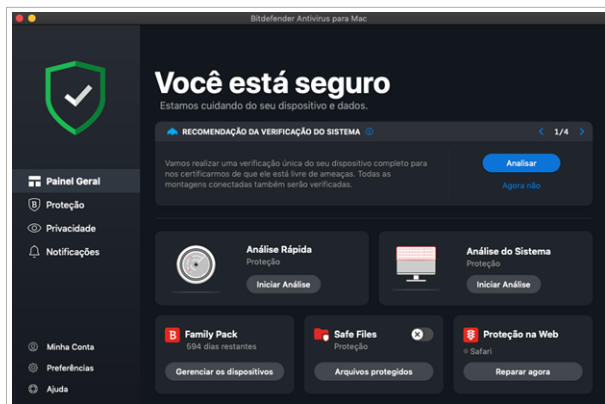 Bitdefender Antivirus para Mac
Você está seguro
Estamos cuidando do seu dispositivo e dados.
RECOMENDAÇÃO DA VERIFICAÇÃO DO SISTEMA
1/4
Vamos realizar uma verificação única do seu dispositivo completo para
nos certificarmos de que ele está livre de ameaças. Todas as
montagens conectadas também serão verificadas.
Analisar
Agora não
Painel Geral
Proteção
Privacidade
Notificações
Análise Rápida
Proteção
Iniciar Análise
Análise do Sistema
Proteção
Iniciar Análise
B Family Pack
594 dias restantes
Gerenciar os dispositivos
Safe Files
Proteção
Arquivos protegidos
Proteção na Web
Safari
Reparar agora
Minha Conta
Preferências
Ajuda